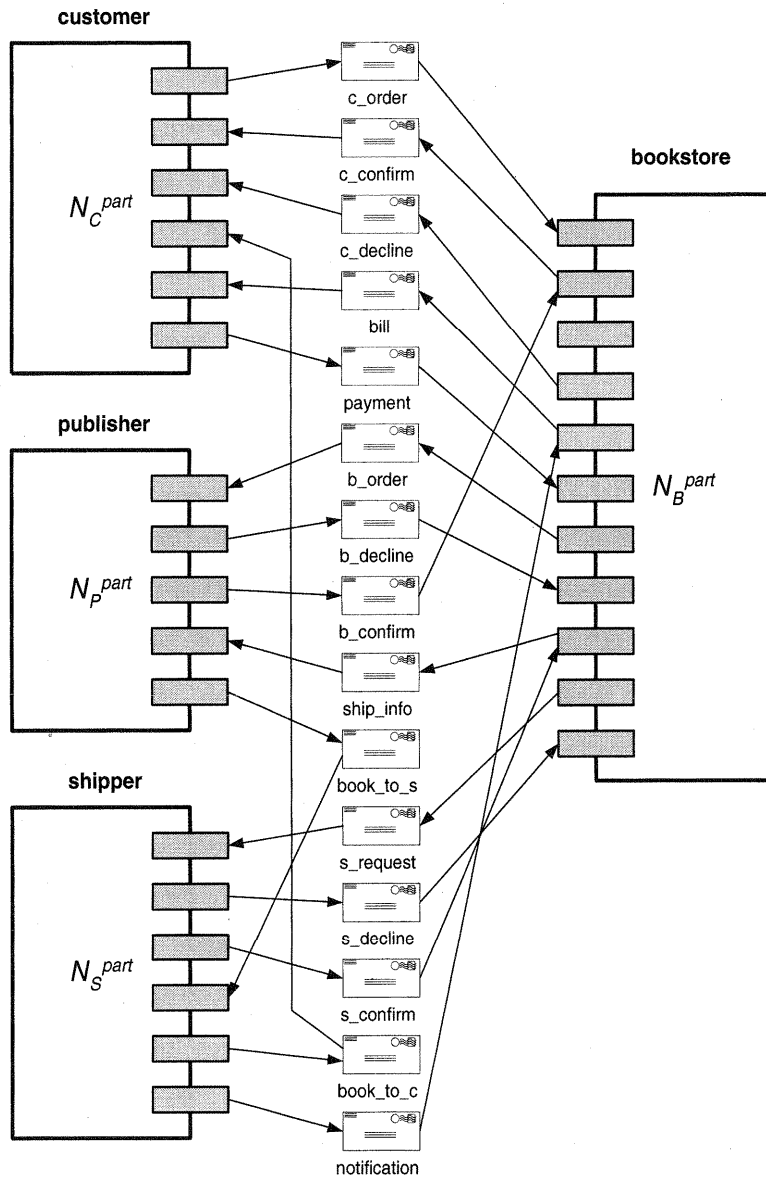 customer
N_C^part
c_order
c_confirm
c_decline
bill
payment
bookstore
N_B^part
publisher
N_P^part
b_order
b_decline
b_confirm
ship_info
book_to_s
shipper
N_S^part
s_request
s_decline
s_confirm
book_to_c
notification